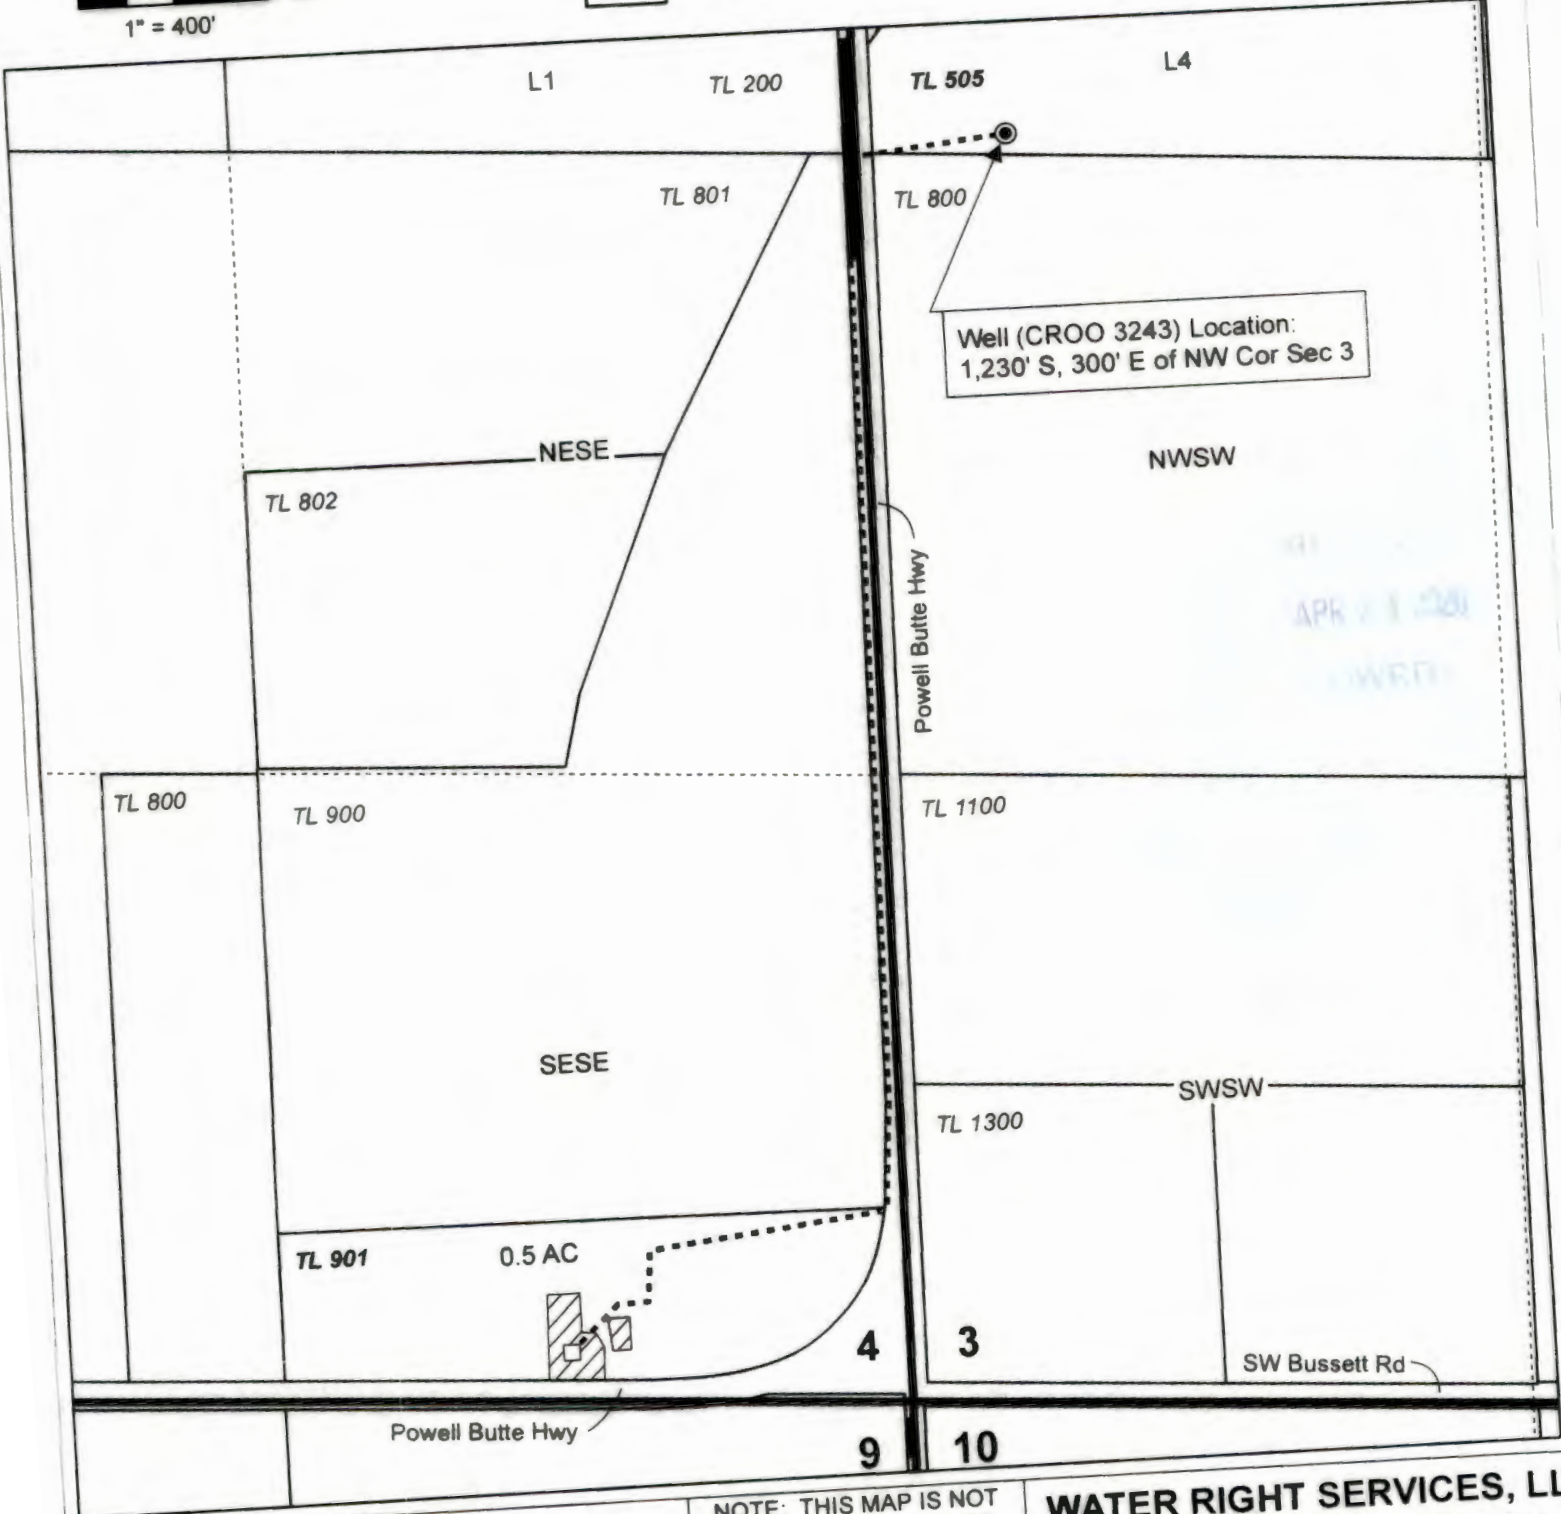 1" = 400'
L1
TL 200
TL 505
L4
TL 801
TL 800
Well (CROO 3243) Location:
1,230' S, 300' E of NW Cor Sec 3
NESE
NWSW
TL 802
Powell Butte Hwy
APR
OWRD
TL 800
TL 900
TL 1100
SESE
SWSW
TL 1300
TL 901
0.5 AC
4
3
SW Bussett Rd
Powell Butte Hwy
9
10
NOTE: THIS MAP IS NOT
WATER RIGHT SERVICES, LL